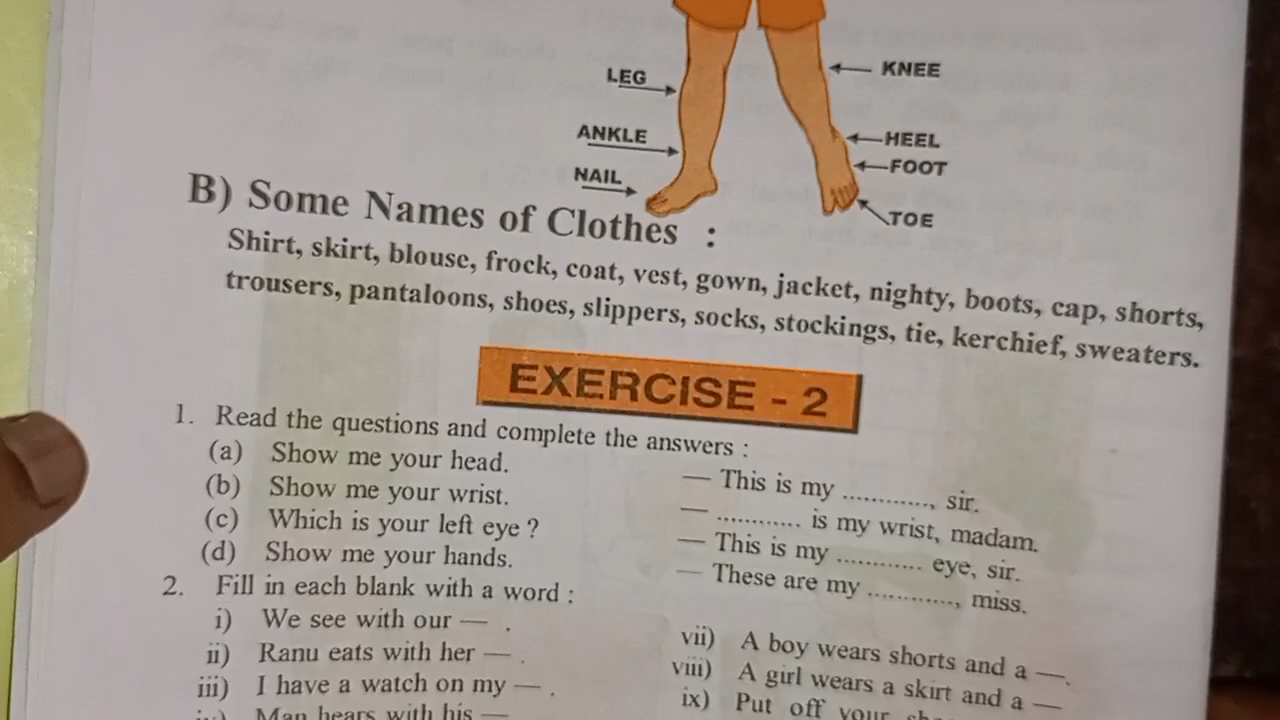 LEG
KNEE
ANKLE
HEEL
FOOT
NAIL
TOE
B) Some Names of Clothes :
Shirt, skirt, blouse, frock, coat, vest, gown, jacket, nighty, boots, cap, shorts,
trousers, pantaloons, shoes, slippers, socks, stockings, tie, kerchief, sweaters.
EXERCISE - 2
1. Read the questions and complete the answers :
(a) Show me your head. — This is my ............, sir.
(b) Show me your wrist. — ............ is my wrist, madam.
(c) Which is your left eye ? — This is my ............ eye, sir.
(d) Show me your hands. — These are my ............, miss.
2. Fill in each blank with a word :
i) We see with our — .
ii) Ranu eats with her — .
iii) I have a watch on my — .
Man hears with his —
vii) A boy wears shorts and a —.
viii) A girl wears a skirt and a —
ix) Put off your